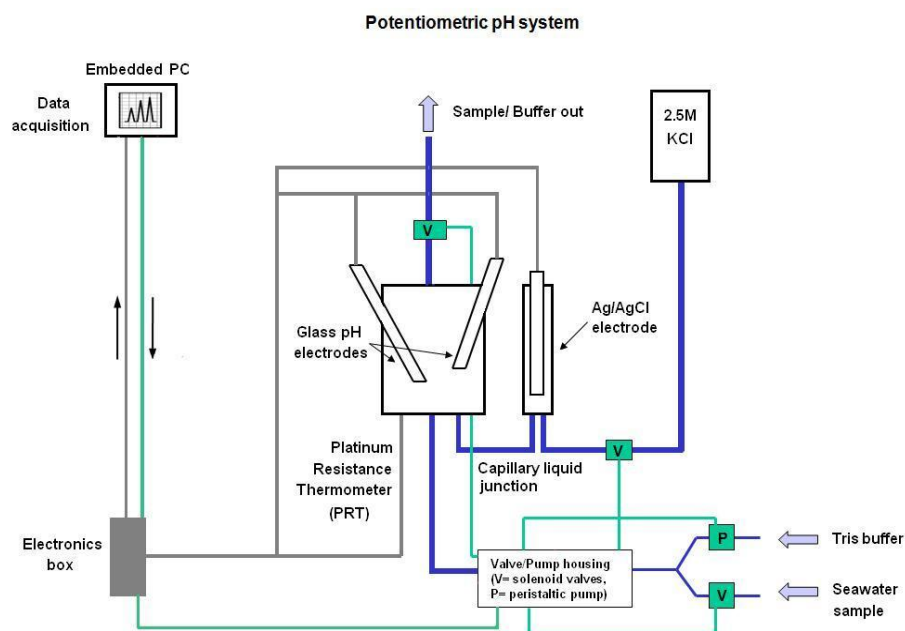 Potentiometric pH system
Embedded PC
Data
acquisition
Sample/ Buffer out
2.5M
KCl
V
Glass pH
electrodes
Ag/AgCl
electrode
Platinum
Resistance
Thermometer
(PRT)
Capillary liquid
junction
V
Electronics
box
Valve/Pump housing
(V= solenoid valves,
P= peristaltic pump)
P
Tris buffer
V
Seawater
sample